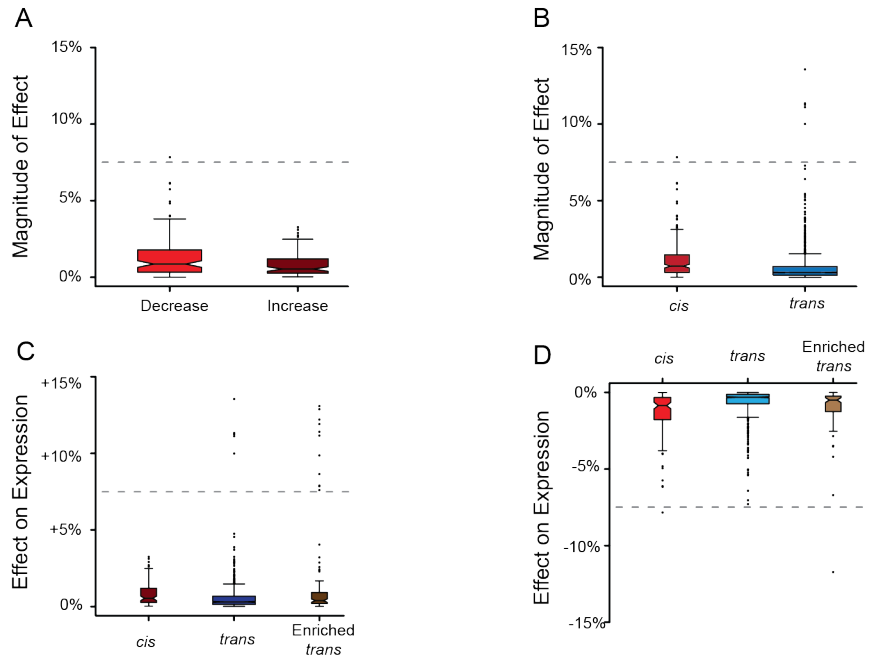 A
15%
10%
5%
0%
Magnitude of Effect
Decrease
Increase
B
15%
10%
5%
0%
Magnitude of Effect
cis
trans
C
+15%
+10%
+5%
0%
Effect on Expression
cis
trans
Enriched
trans
D
cis
trans
Enriched
trans
0%
-5%
-10%
-15%
Effect on Expression